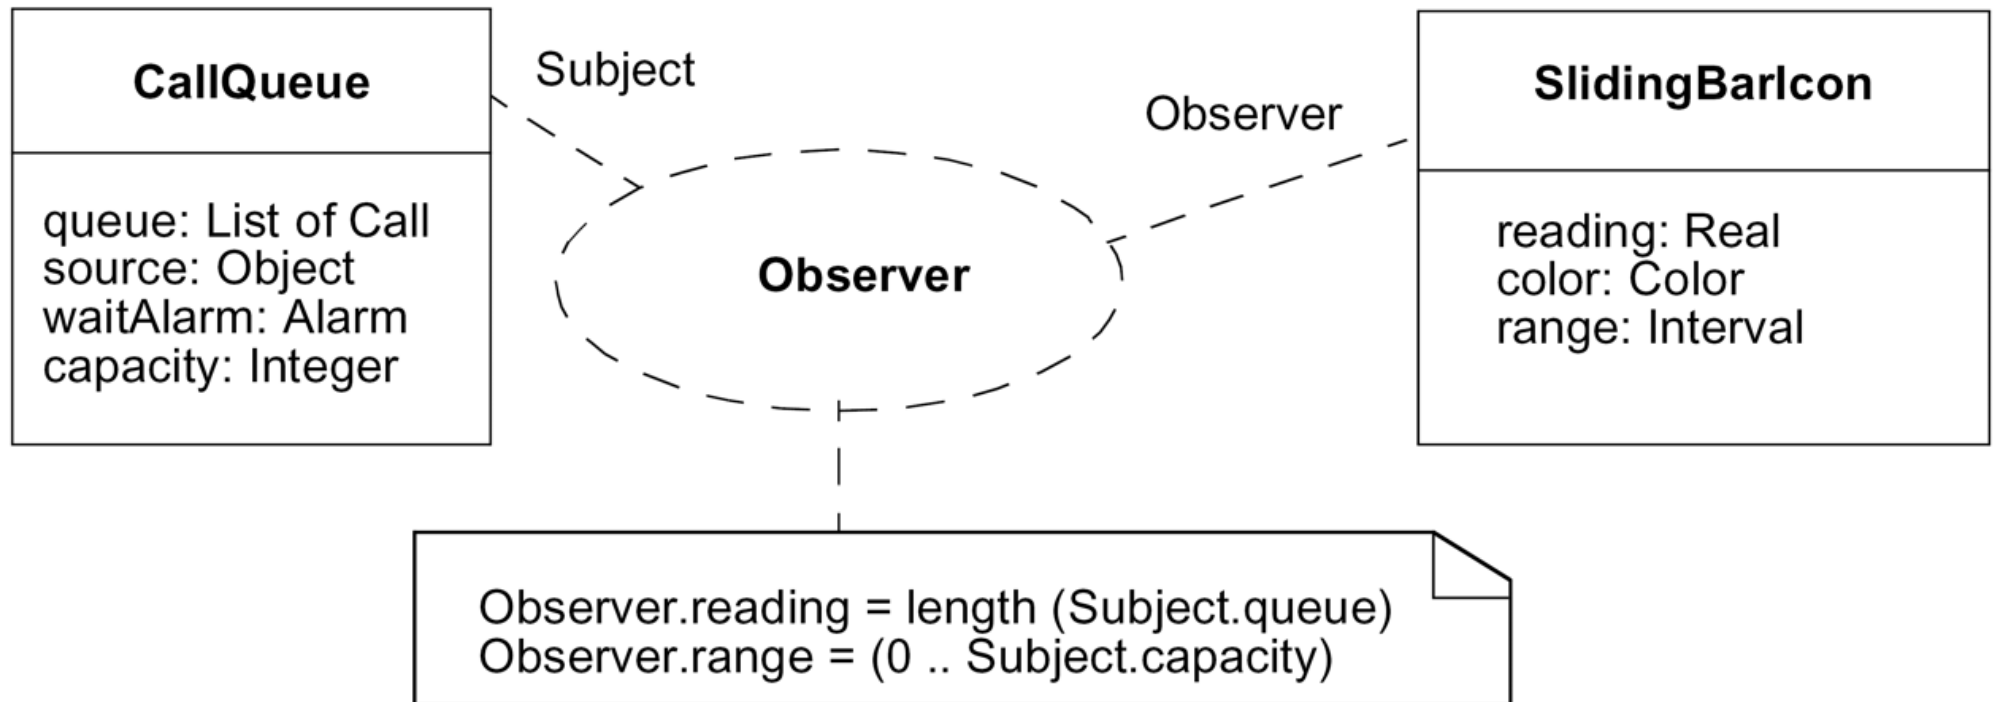 CallQueue
queue: List of Call
source: Object
waitAlarm: Alarm
capacity: Integer
Subject
Observer
Observer
SlidingBarIcon
reading: Real
color: Color
range: Interval
Observer.reading = length (Subject.queue)
Observer.range = (0 .. Subject.capacity)